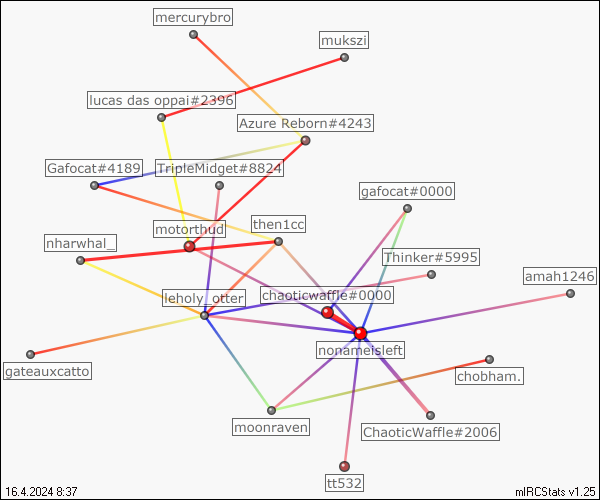 mercurybro
mukszi
lucas das oppai#2396
Azure Reborn#4243
Gafocat#4189
TripleMidget#8824
gafocat#0000
motorthud
then1cc
nharwhal_
Thinker#5995
amah1246
leholy_otter
chaoticwaffle#0000
nonameisleft
gateauxcatto
chobham.
moonraven
ChaoticWaffle#2006
tt532
16.4.2024 8:37
mIRCStats v1.25